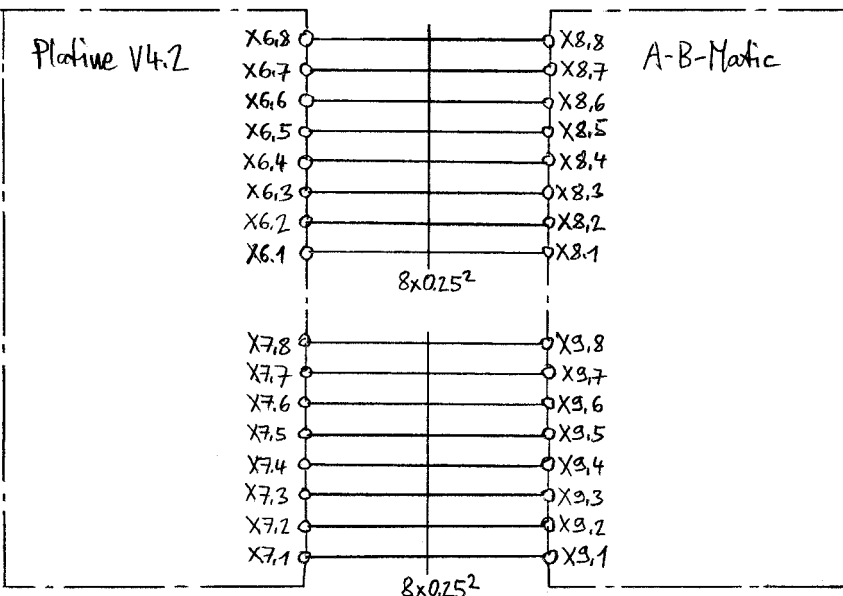 Platine V4.2
A-B-Matic
X6,8 X8,8
X6,7 X8,7
X6,6 X8,6
X6,5 X8,5
X6,4 X8,4
X6,3 X8,3
X6,2 X8,2
X6.1 X8.1
8x0.25²
X7,8 X9,8
X7,7 X9,7
X7.6 X9,6
X7,5 X9,5
X7.4 X9,4
X7,3 X9,3
X7,2 X9,2
X7,1 X9,1
8x0.25²